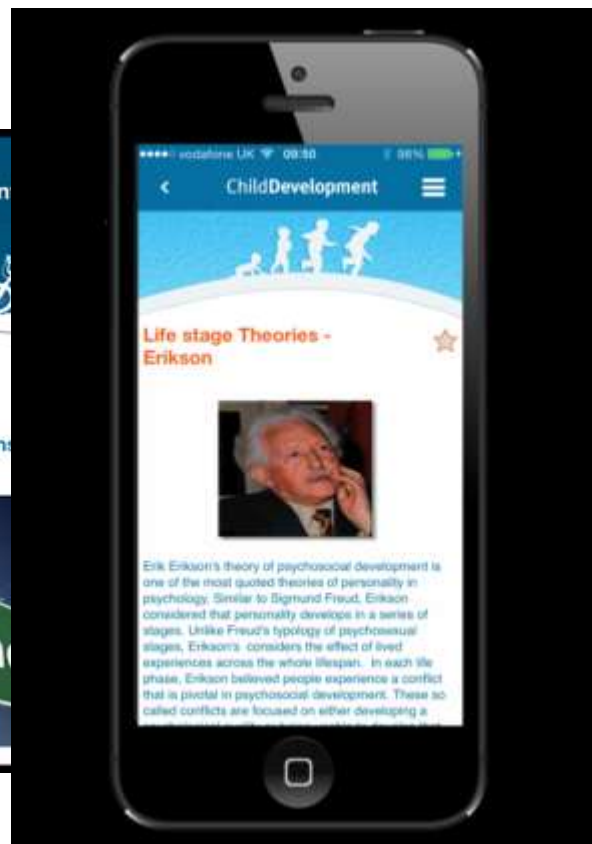 vodafone UK 09:50 98%
ChildDevelopment
Life stage Theories -
Erikson
Erik Erikson's theory of psychosocial development is
one of the most quoted theories of personality in
psychology. Similar to Sigmund Freud, Erikson
considered that personality develops in a series of
stages. Unlike Freud's typology of psychosexual
stages, Erikson's considers the effect of lived
experiences across the whole lifespan. In each life
phase, Erikson believed people experience a conflict
that is pivotal in psychosocial development. These so
called conflicts are focused on either developing a